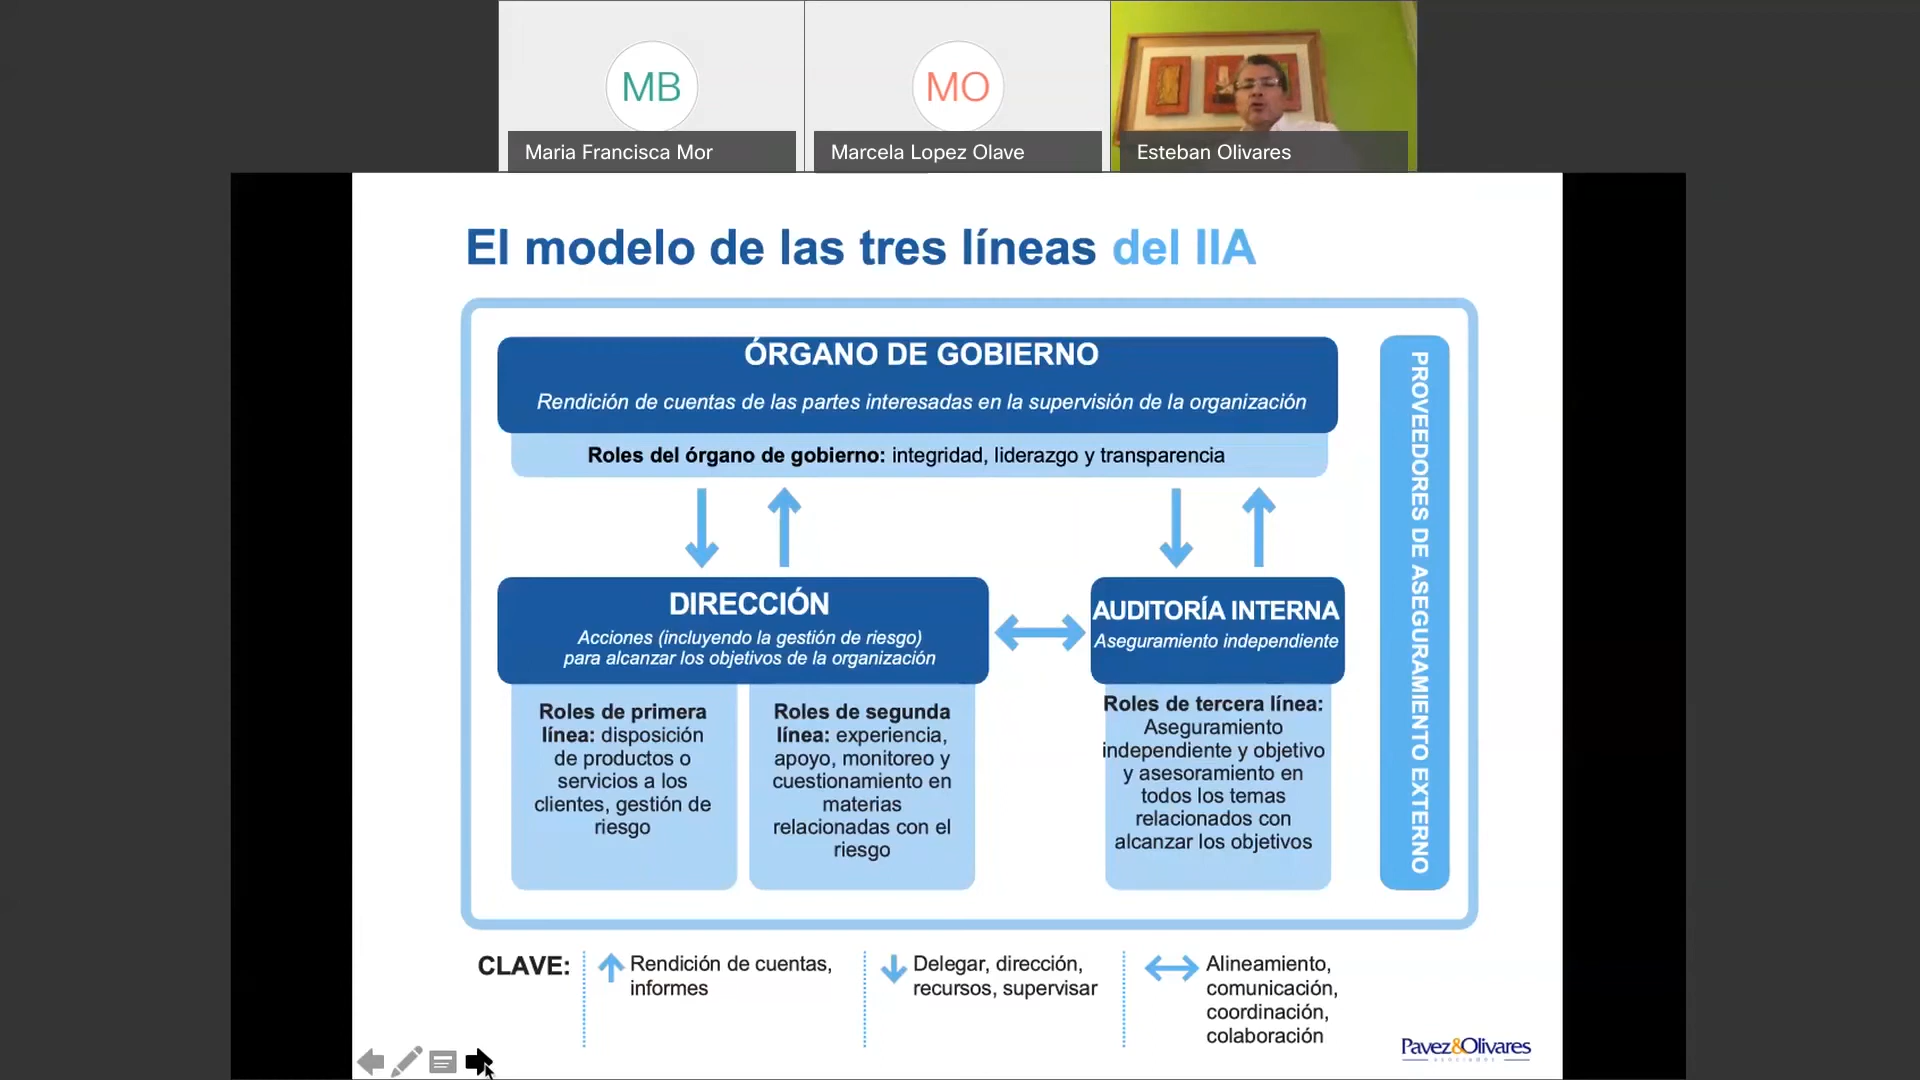 MB
MO
Maria Francisca Mor
Marcela Lopez Olave
Esteban Olivares
El modelo de las tres líneas del IIA
ÓRGANO DE GOBIERNO
Rendición de cuentas de las partes interesadas en la supervisión de la organización
Roles del órgano de gobierno: integridad, liderazgo y transparencia
DIRECCIÓN
Acciones (incluyendo la gestión de riesgo)
para alcanzar los objetivos de la organización
Roles de primera
línea: disposición
de productos o
servicios a los
clientes, gestión de
riesgo
Roles de segunda
línea: experiencia,
apoyo, monitoreo y
cuestionamiento en
materias
relacionadas con el
riesgo
AUDITORÍA INTERNA
Aseguramiento independiente
Roles de tercera línea:
Aseguramiento
independiente y objetivo
y asesoramiento en
todos los temas
relacionados con
alcanzar los objetivos
PROVEEDORES DE ASEGURAMIENTO EXTERNO
CLAVE:
Rendición de cuentas,
informes
Delegar, dirección,
recursos, supervisar
Alineamiento,
comunicación,
coordinación,
colaboración
Pavez&Olivares